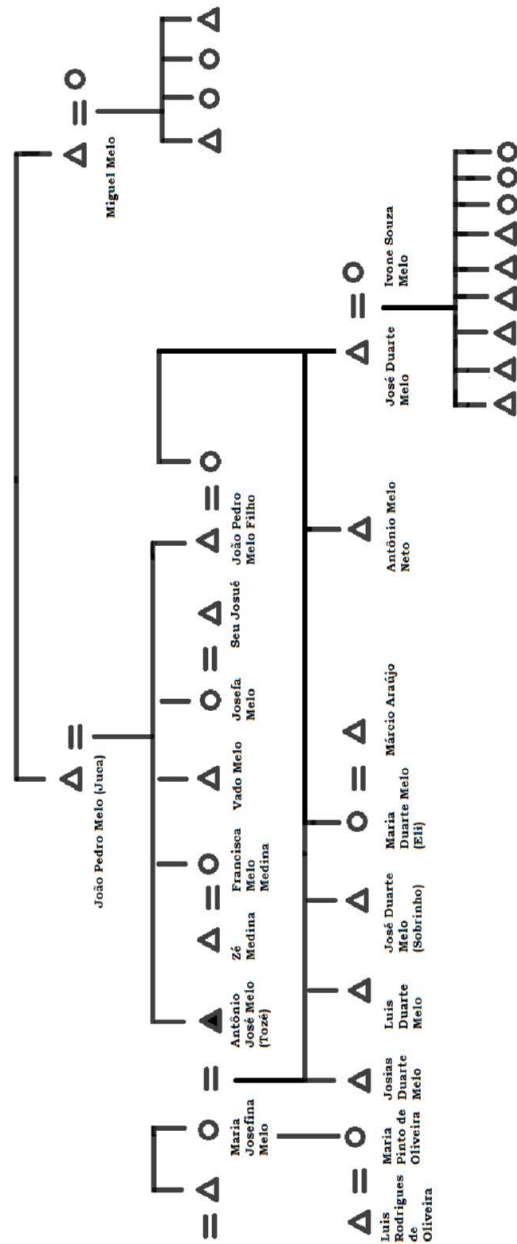 João Pedro Melo (Juca)
Miguel Melo
Antônio
José Melo
(Tozé)
Zé
Medina
Francisca
Melo
Medina
Vado Melo
Josefa
Melo
Seu Josué
João Pedro
Melo Filho
Maria
Josefina
Melo
Luis
Rodrigues
de
Oliveira
Maria
Pinto de
Oliveira
Josias
Duarte
Melo
Luis
Duarte
Melo
José Duarte
Melo
(Sobrinho)
Maria
Duarte Melo
(Eli)
Márcio Araújo
Antônio Melo
Neto
José Duarte
Melo
Ivone Souza
Melo